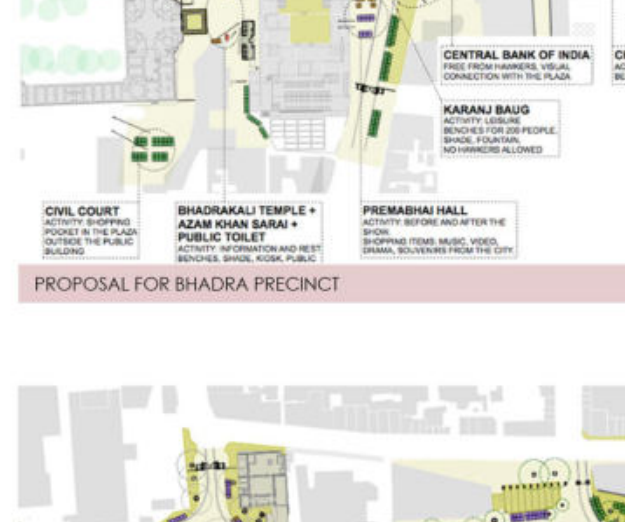 CENTRAL BANK OF INDIA
FREE FROM HAWKERS, VISUAL
CONNECTION WITH THE PLAZA
KARANJ BAUG
ACTIVITY: LEISURE
BENCHES FOR 200 PEOPLE,
SHADE, FOUNTAIN,
NO HAWKERS ALLOWED
CIVIL COURT
ACTIVITY: SHOPPING
POCKET IN THE PLAZA
OUTSIDE THE PUBLIC
BUILDING
BHADRAKALI TEMPLE +
AZAM KHAN SARAI +
PUBLIC TOILET
ACTIVITY: INFORMATION AND REST
BENCHES, SHADE, KIOSK, PUBLIC
PREMABHAI HALL
ACTIVITY: BEFORE AND AFTER THE
SHOW
SHOPPING ITEMS: MUSIC, VIDEO,
DRAMA, SOUVENIRS FROM THE CITY
PROPOSAL FOR BHADRA PRECINCT